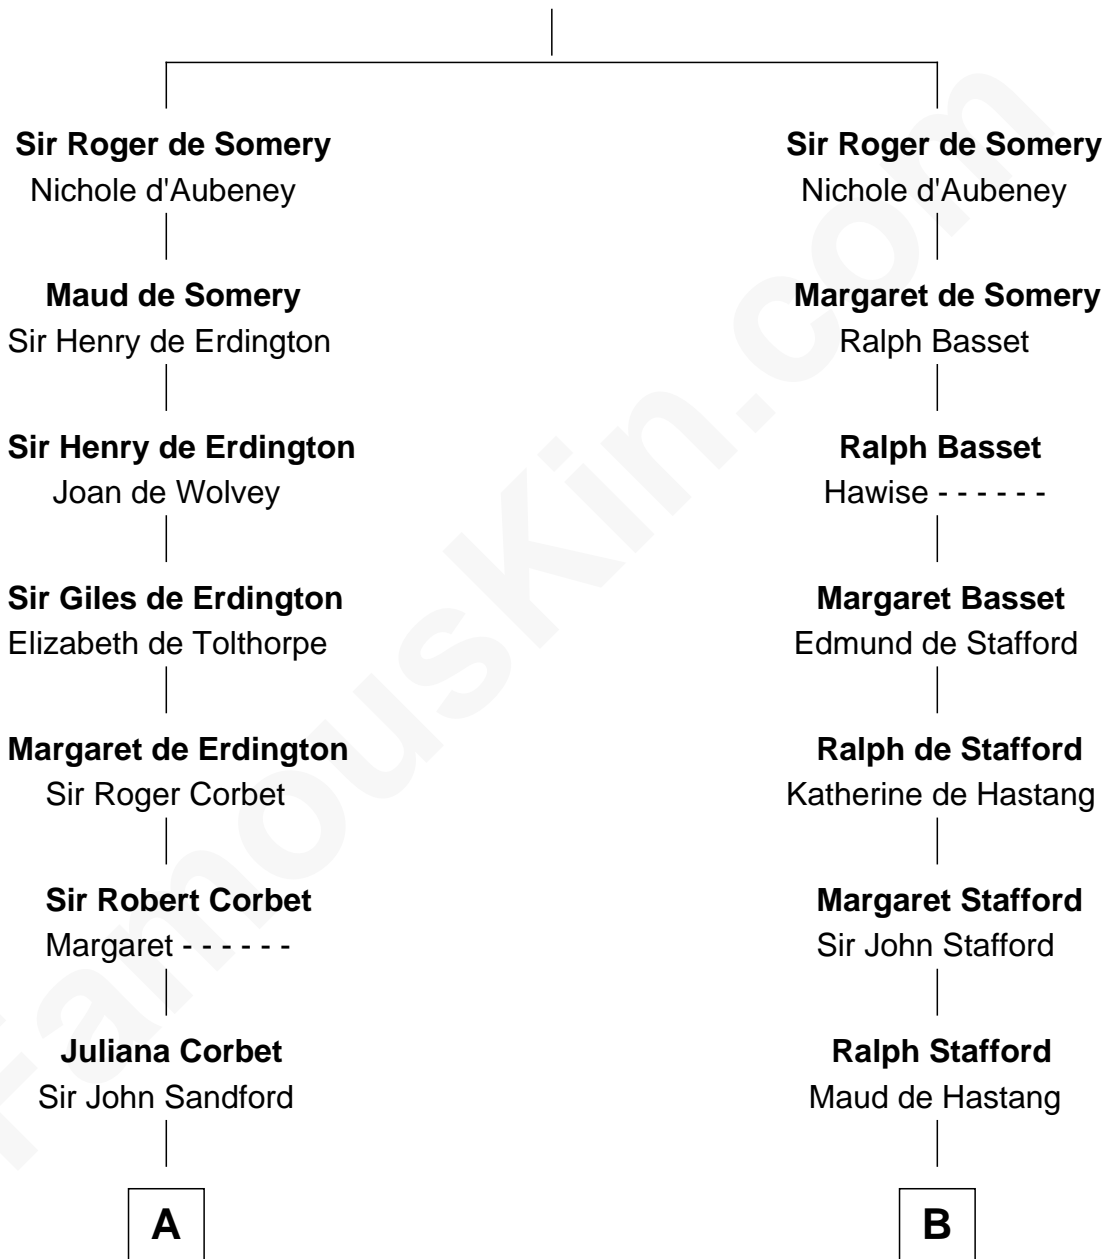 Sir Roger de Somery
Nichole d'Aubeney
Maud de Somery
Sir Henry de Erdington
Sir Henry de Erdington
Joan de Wolvey
Sir Giles de Erdington
Elizabeth de Tolthorpe
Margaret de Erdington
Sir Roger Corbet
Sir Robert Corbet
Margaret - - - - - -
Juliana Corbet
Sir John Sandford
A
Sir Roger de Somery
Nichole d'Aubeney
Margaret de Somery
Ralph Basset
Ralph Basset
Hawise - - - - - -
Margaret Basset
Edmund de Stafford
Ralph de Stafford
Katherine de Hastang
Margaret Stafford
Sir John Stafford
Ralph Stafford
Maud de Hastang
B
FamousKin.com